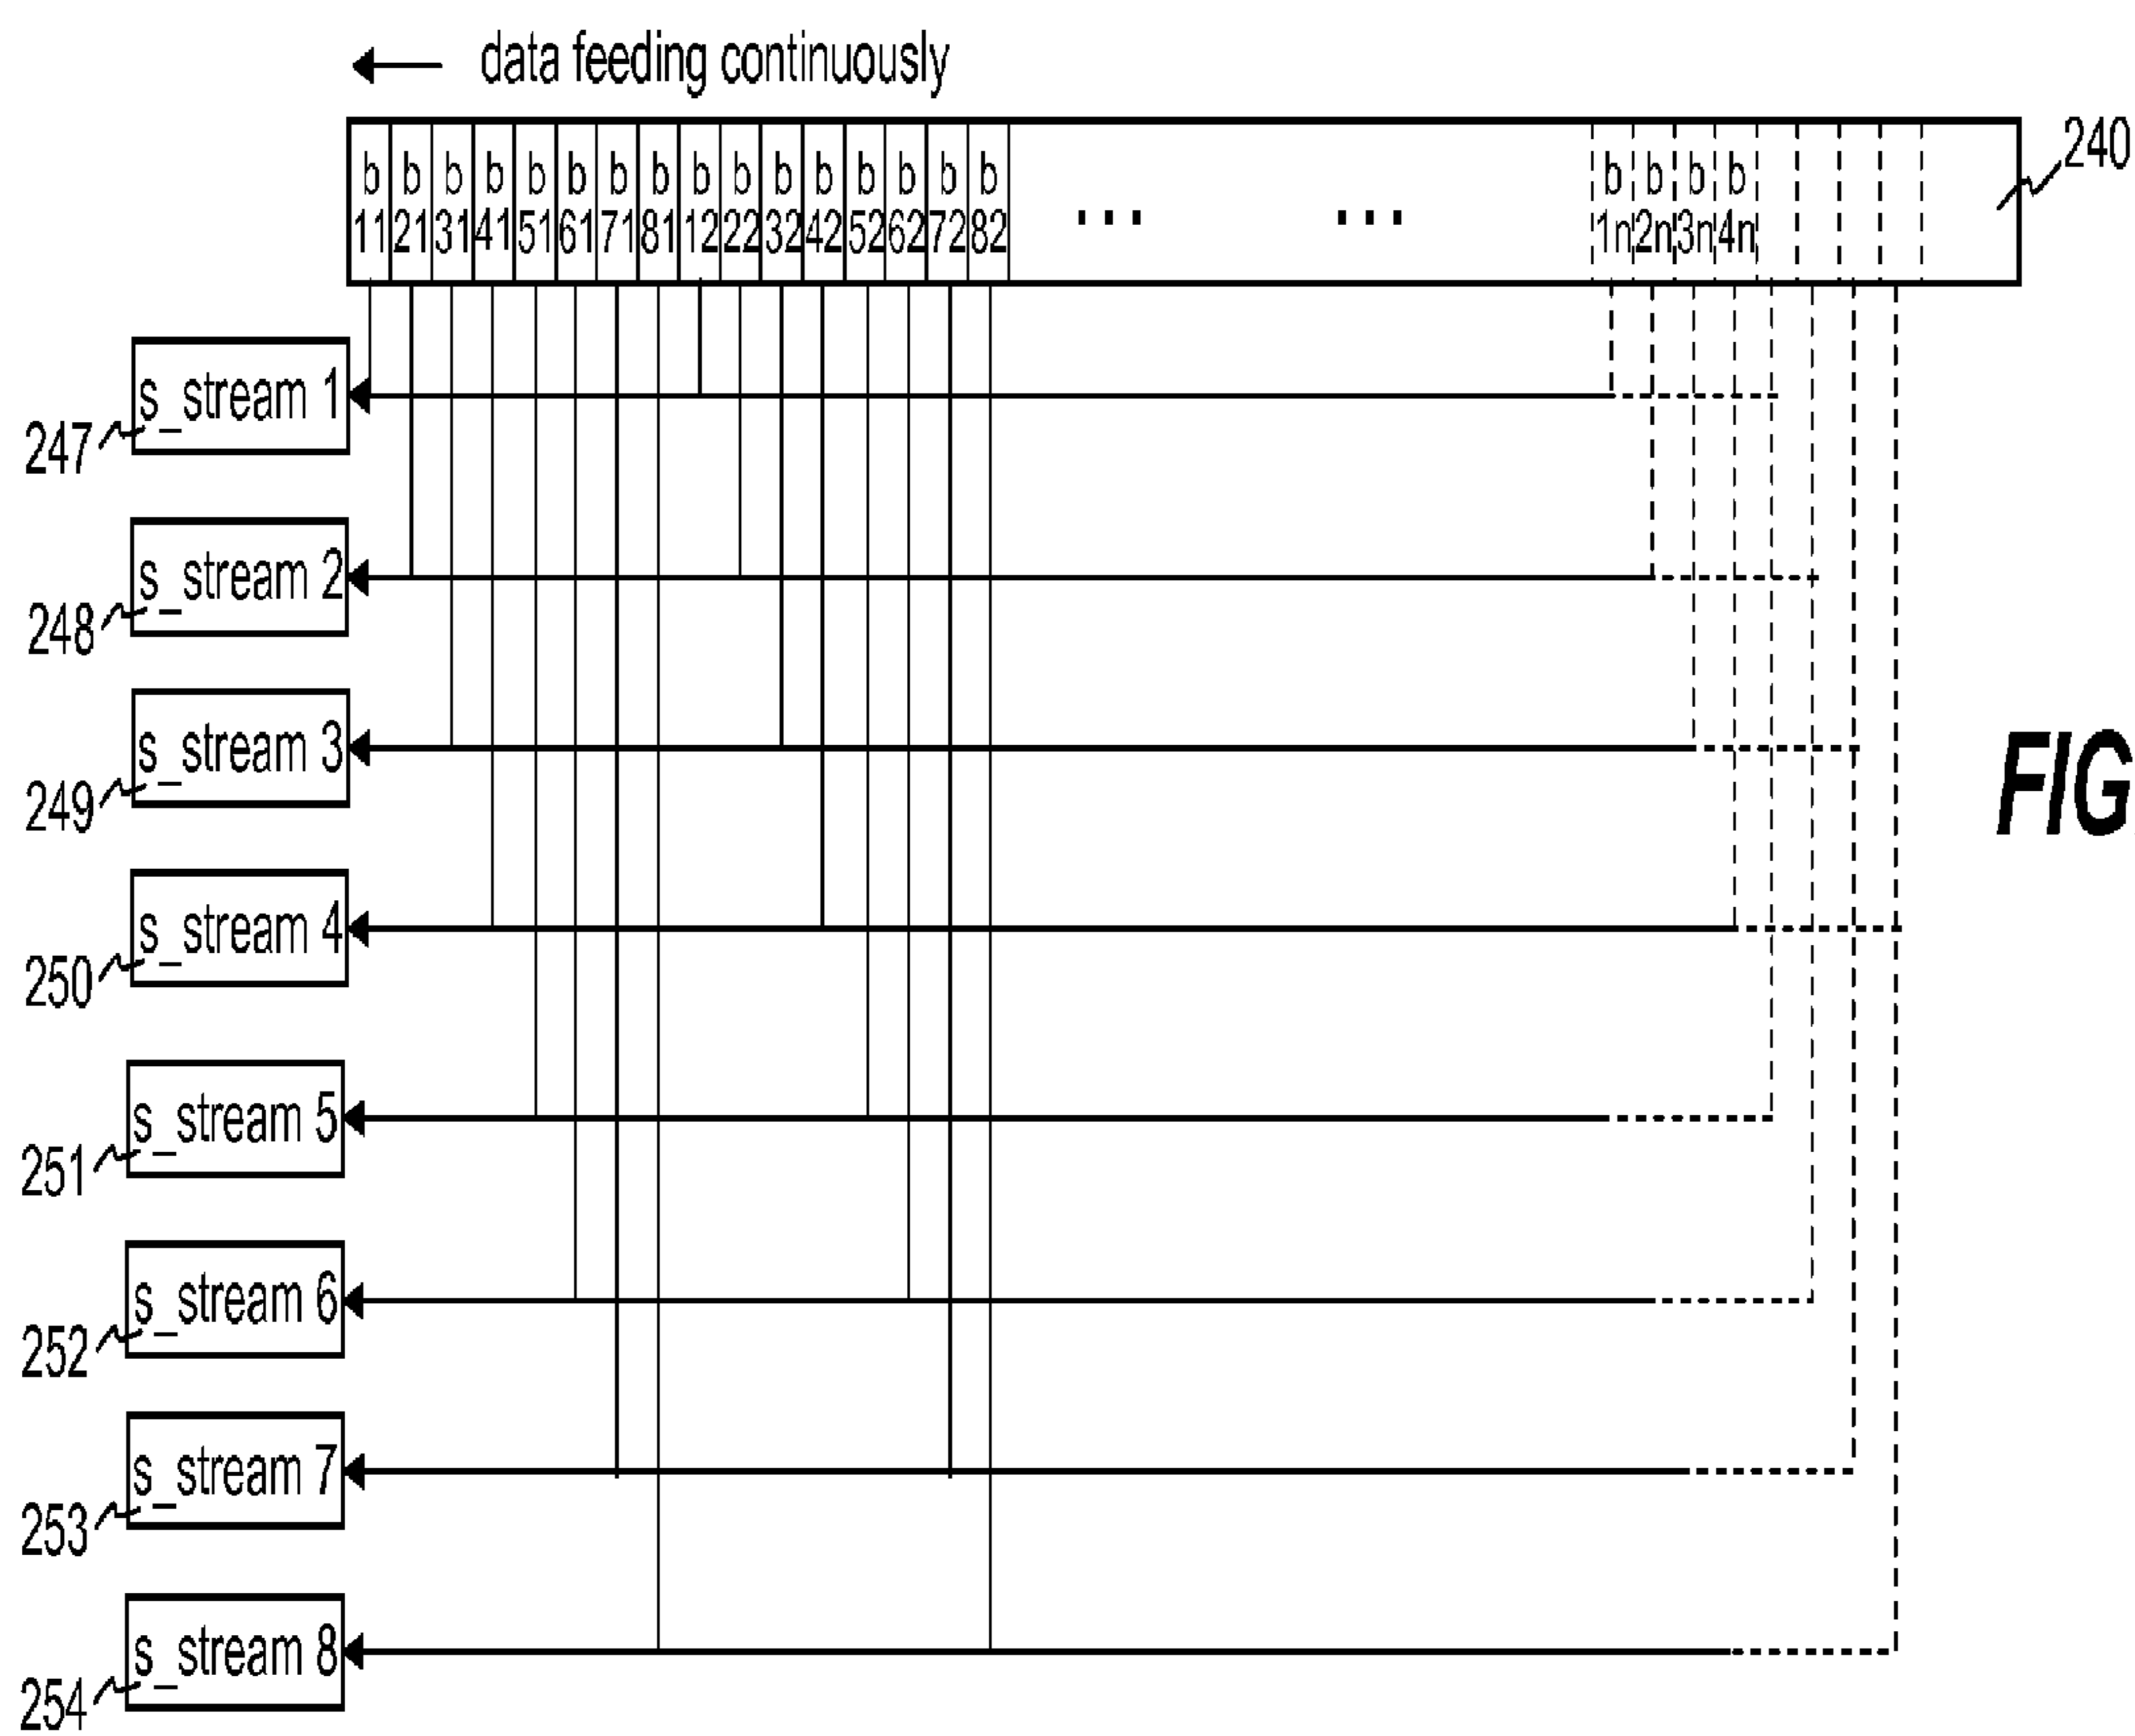 data feeding continuously
b b b b b b b b b b b b b b b b b b b b
11 21 31 41 51 61 71 81 12 22 32 42 52 62 72 82 ... ... 1n 2n 3n 4n
240
s_stream 1
247
s_stream 2
248
s_stream 3
249
FIG
s_stream 4
250
s_stream 5
251
s_stream 6
252
s_stream 7
253
s_stream 8
254